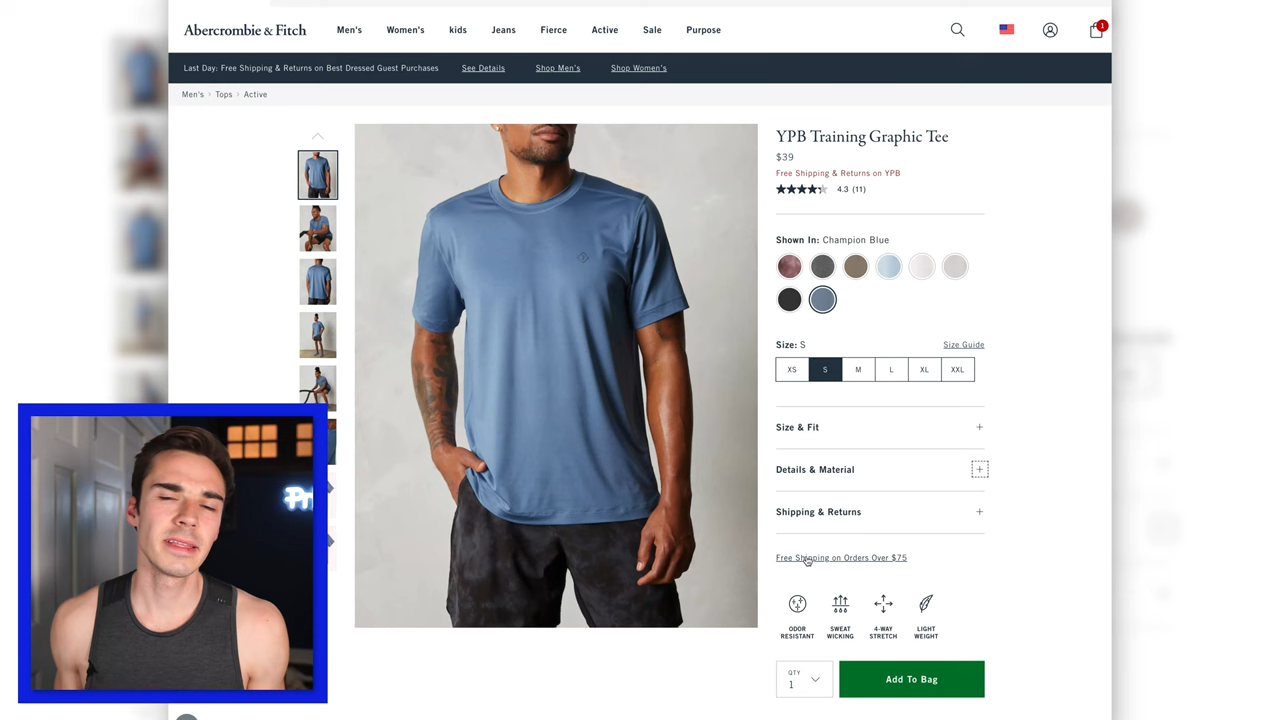 Abercrombie & Fitch
Men's Women's kids Jeans Fierce Active Sale Purpose
1
Last Day: Free Shipping & Returns on Best Dressed Guest Purchases See Details Shop Men's Shop Women's
Men's › Tops › Active
YPB Training Graphic Tee
$39
Free Shipping & Returns on YPB
4.3 (11)
Shown In: Champion Blue
Size: S Size Guide
XS S M L XL XXL
Size & Fit +
Details & Material +
Shipping & Returns +
Free Shipping on Orders Over $75
ODOR RESISTANT
SWEAT WICKING
4-WAY STRETCH
LIGHT WEIGHT
QTY
1
Add To Bag